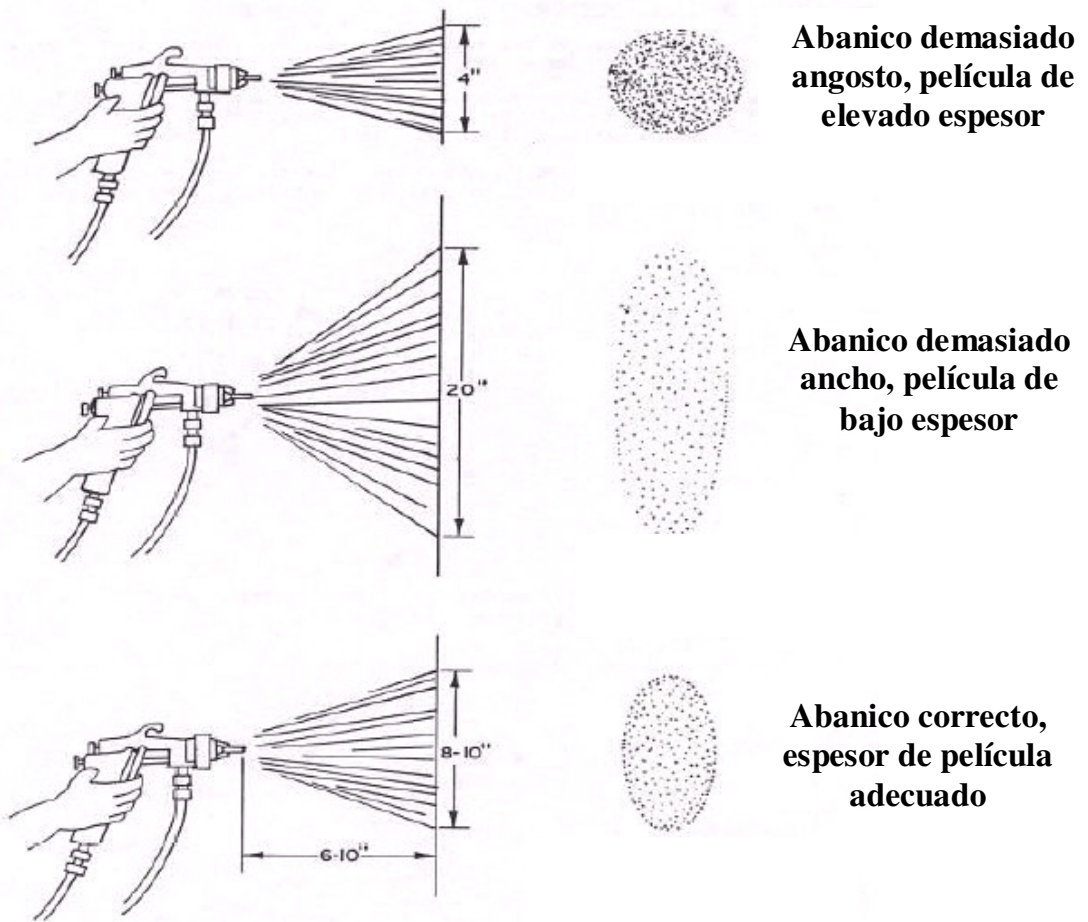 4"
Abanico demasiado
angosto, película de
elevado espesor
20"
Abanico demasiado
ancho, película de
bajo espesor
8-10"
6-10"
Abanico correcto,
espesor de película
adecuado